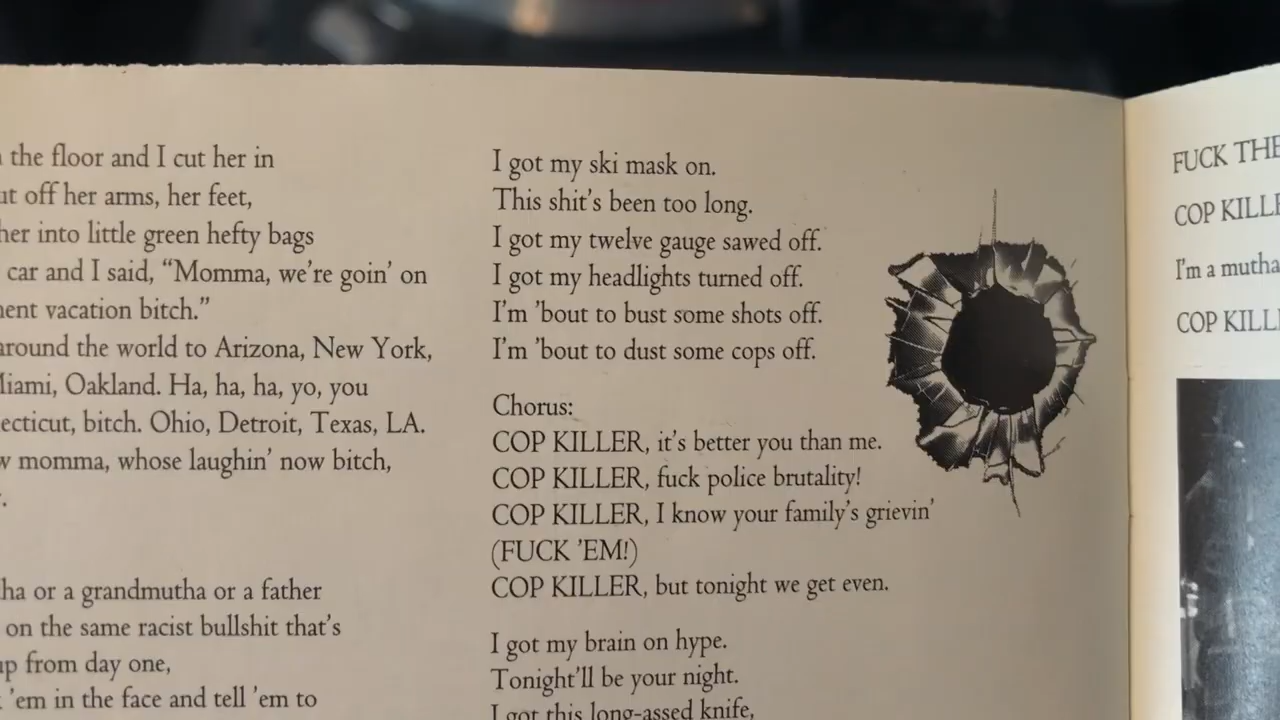 the floor and I cut her in
off her arms, her feet,
her into little green hefty bags
car and I said, “Momma, we’re goin’ on
vacation bitch.”
around the world to Arizona, New York,
Miami, Oakland. Ha, ha, ha, yo, you
bitch. Ohio, Detroit, Texas, LA.
momma, whose laughin’ now bitch,
or a grandmutha or a father
on the same racist bullshit that’s
up from day one,
’em in the face and tell ’em to
I got my ski mask on.
This shit’s been too long.
I got my twelve gauge sawed off.
I got my headlights turned off.
I’m ’bout to bust some shots off.
I’m ’bout to dust some cops off.
Chorus:
COP KILLER, it’s better you than me.
COP KILLER, fuck police brutality!
COP KILLER, I know your family’s grievin’
(FUCK ’EM!)
COP KILLER, but tonight we get even.
I got my brain on hype.
Tonight’ll be your night.
I got this long-assed knife,
FUCK THE
COP KILLE
I’m a mutha
COP KILL